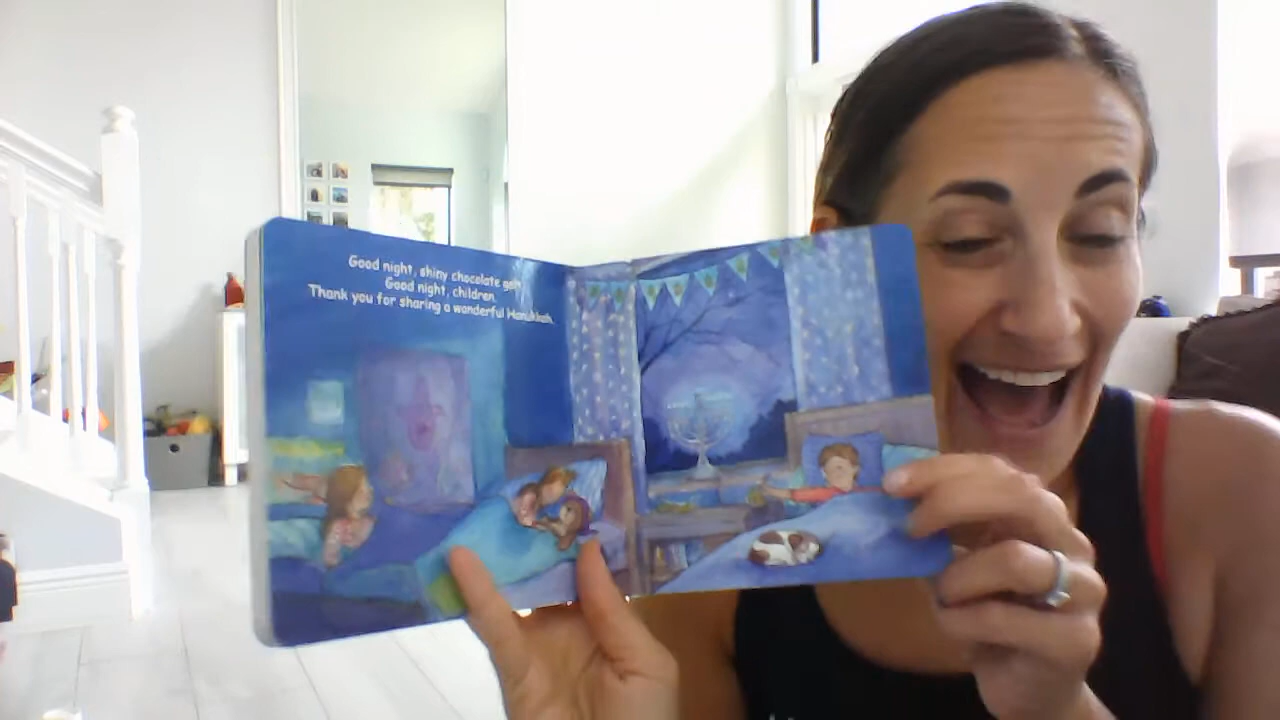 Good night, shiny chocolate gelt.
Good night, children.
Thank you for sharing a wonderful Hanukkah.